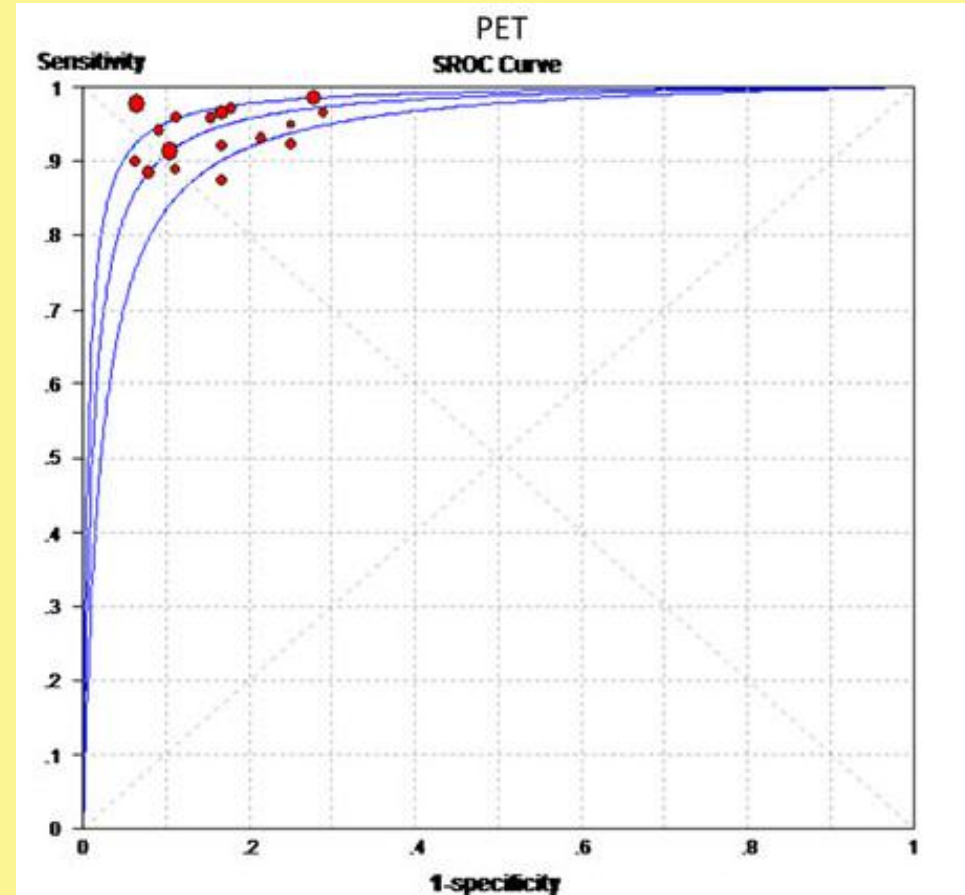 PET
Sensitivity
SROC Curve
1
.9
.8
.7
.6
.5
.4
.3
.2
.1
0
0 .2 .4 .6 .8 1
1-specificity